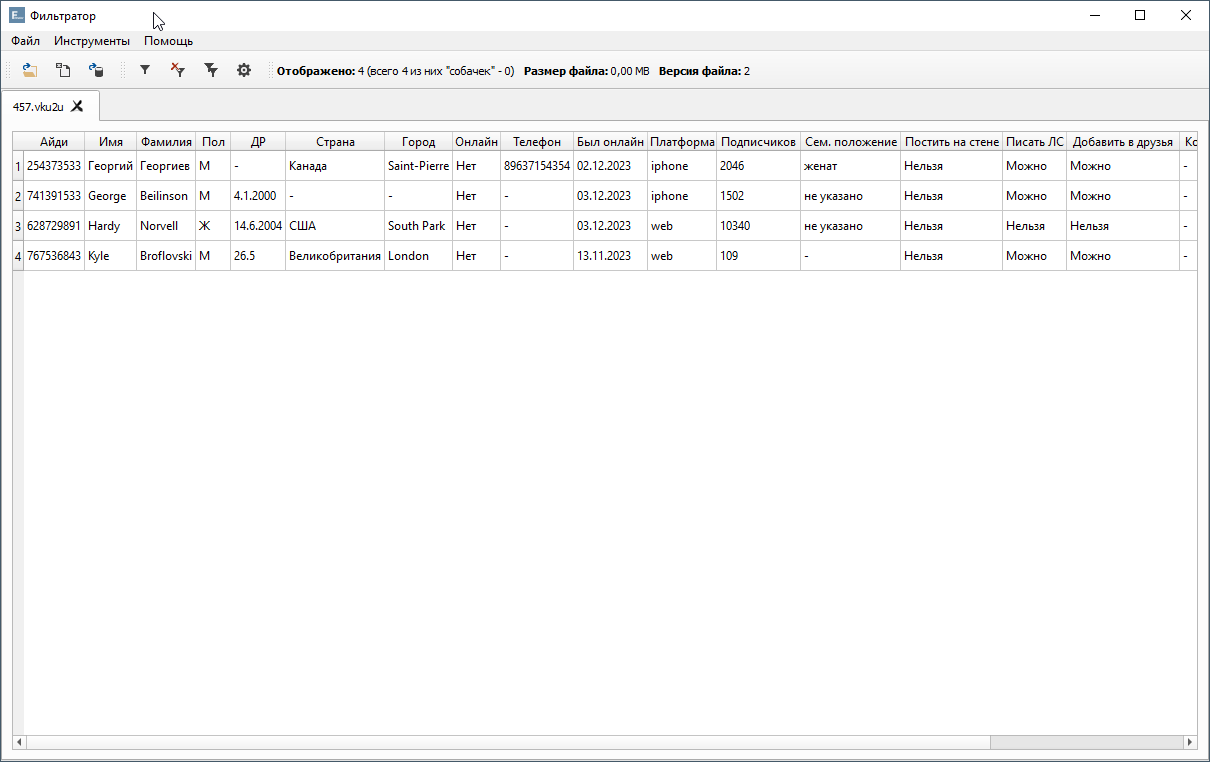 Фильтратор
Файл Инструменты Помощь
Отображено: 4 (всего 4 из них "собачек" - 0) Размер файла: 0,00 MB Версия файла: 2
457.vku2u
Айди Имя Фамилия Пол ДР Страна Город Онлайн Телефон Был онлайн Платформа Подписчиков Сем. положение Постить на стене Писать ЛС Добавить в друзья Кс
1 254373533 Георгий Георгиев М - Канада Saint-Pierre Нет 89637154354 02.12.2023 iphone 2046 женат Нельзя Можно Можно -
2 741391533 George Beilinson М 4.1.2000 - - Нет - 03.12.2023 iphone 1502 не указано Нельзя Можно Можно -
3 628729891 Hardy Norvell Ж 14.6.2004 США South Park Нет - 03.12.2023 web 10340 не указано Нельзя Нельзя Нельзя -
4 767536843 Kyle Broflovski М 26.5 Великобритания London Нет - 13.11.2023 web 109 - Нельзя Можно Можно -